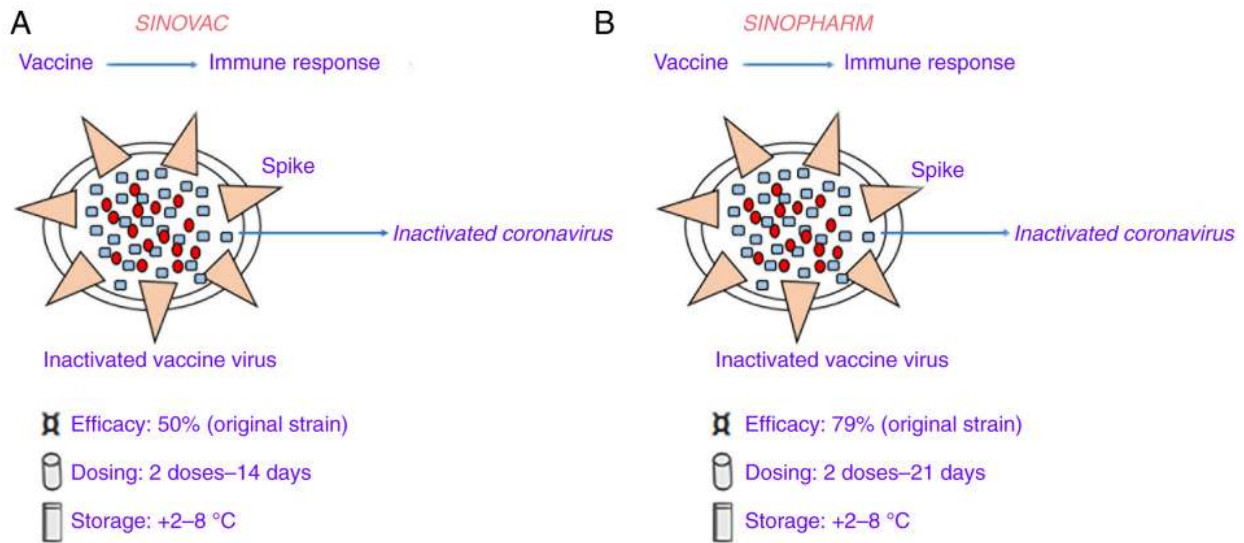 A
SINOVAC
Vaccine Immune response
Spike
Inactivated coronavirus
Inactivated vaccine virus
Efficacy: 50% (original strain)
Dosing: 2 doses–14 days
Storage: +2–8 °C
B
SINOPHARM
Vaccine Immune response
Spike
Inactivated coronavirus
Inactivated vaccine virus
Efficacy: 79% (original strain)
Dosing: 2 doses–21 days
Storage: +2–8 °C